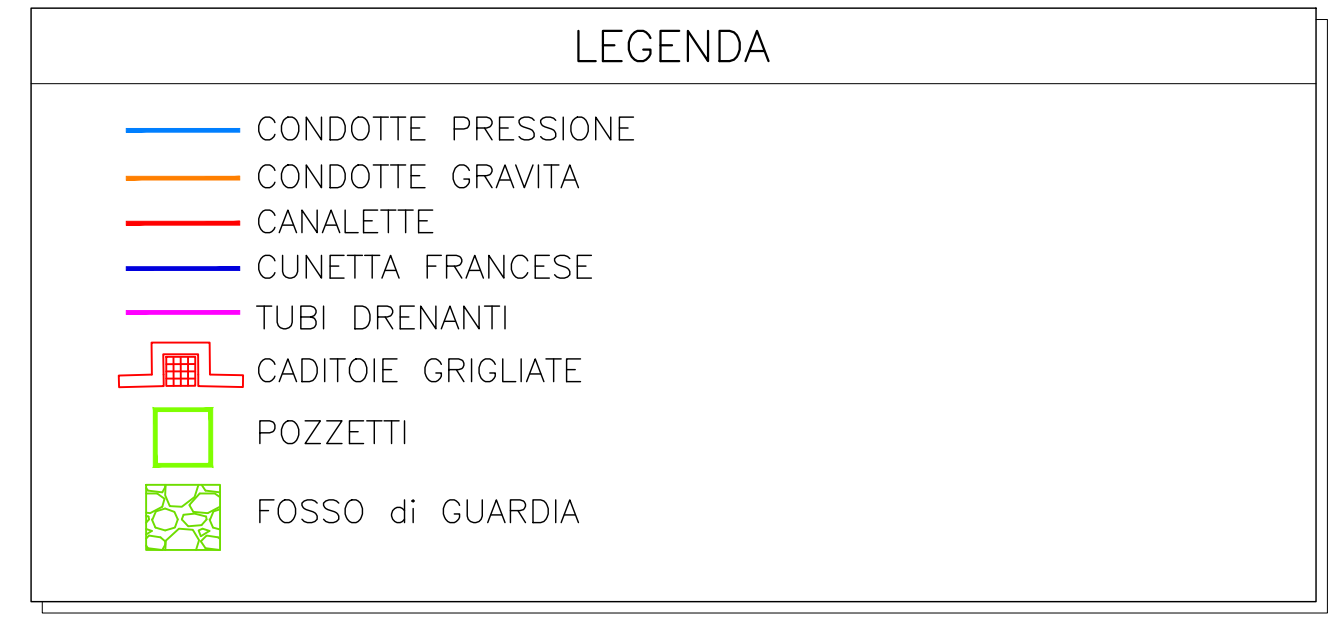 LEGENDA
CONDOTTE PRESSIONE
CONDOTTE GRAVITA
CANALETTE
CUNETTA FRANCESE
TUBI DRENANTI
CADITOIE GRIGLIATE
POZZETTI
FOSSO di GUARDIA